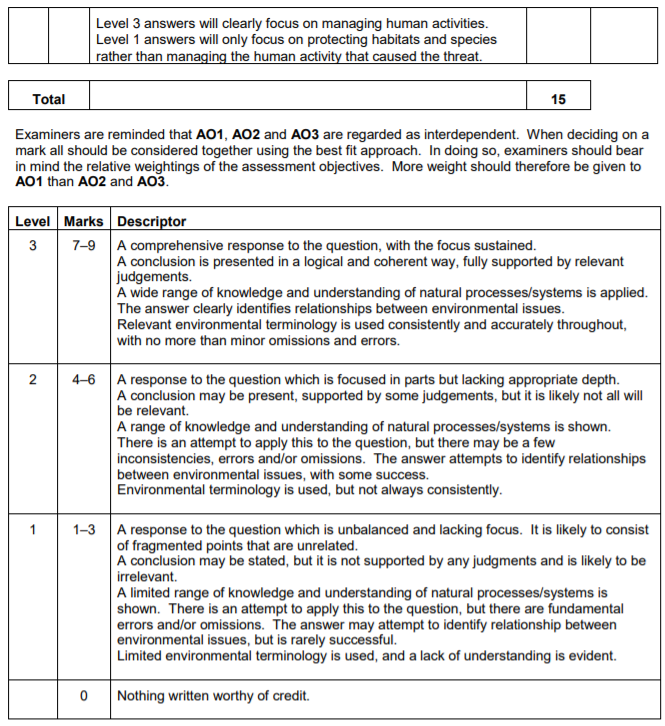 Level 3 answers will clearly focus on managing human activities.
Level 1 answers will only focus on protecting habitats and species
rather than managing the human activity that caused the threat.
Total 15
Examiners are reminded that AO1, AO2 and AO3 are regarded as interdependent. When deciding on a
mark all should be considered together using the best fit approach. In doing so, examiners should bear
in mind the relative weightings of the assessment objectives. More weight should therefore be given to
AO1 than AO2 and AO3.
Level Marks Descriptor
3 7–9 A comprehensive response to the question, with the focus sustained.
A conclusion is presented in a logical and coherent way, fully supported by relevant
judgements.
A wide range of knowledge and understanding of natural processes/systems is applied.
The answer clearly identifies relationships between environmental issues.
Relevant environmental terminology is used consistently and accurately throughout,
with no more than minor omissions and errors.
2 4–6 A response to the question which is focused in parts but lacking appropriate depth.
A conclusion may be present, supported by some judgements, but it is likely not all will
be relevant.
A range of knowledge and understanding of natural processes/systems is shown.
There is an attempt to apply this to the question, but there may be a few
inconsistencies, errors and/or omissions. The answer attempts to identify relationships
between environmental issues, with some success.
Environmental terminology is used, but not always consistently.
1 1–3 A response to the question which is unbalanced and lacking focus. It is likely to consist
of fragmented points that are unrelated.
A conclusion may be stated, but it is not supported by any judgments and is likely to be
irrelevant.
A limited range of knowledge and understanding of natural processes/systems is
shown. There is an attempt to apply this to the question, but there are fundamental
errors and/or omissions. The answer may attempt to identify relationship between
environmental issues, but is rarely successful.
Limited environmental terminology is used, and a lack of understanding is evident.
0 Nothing written worthy of credit.